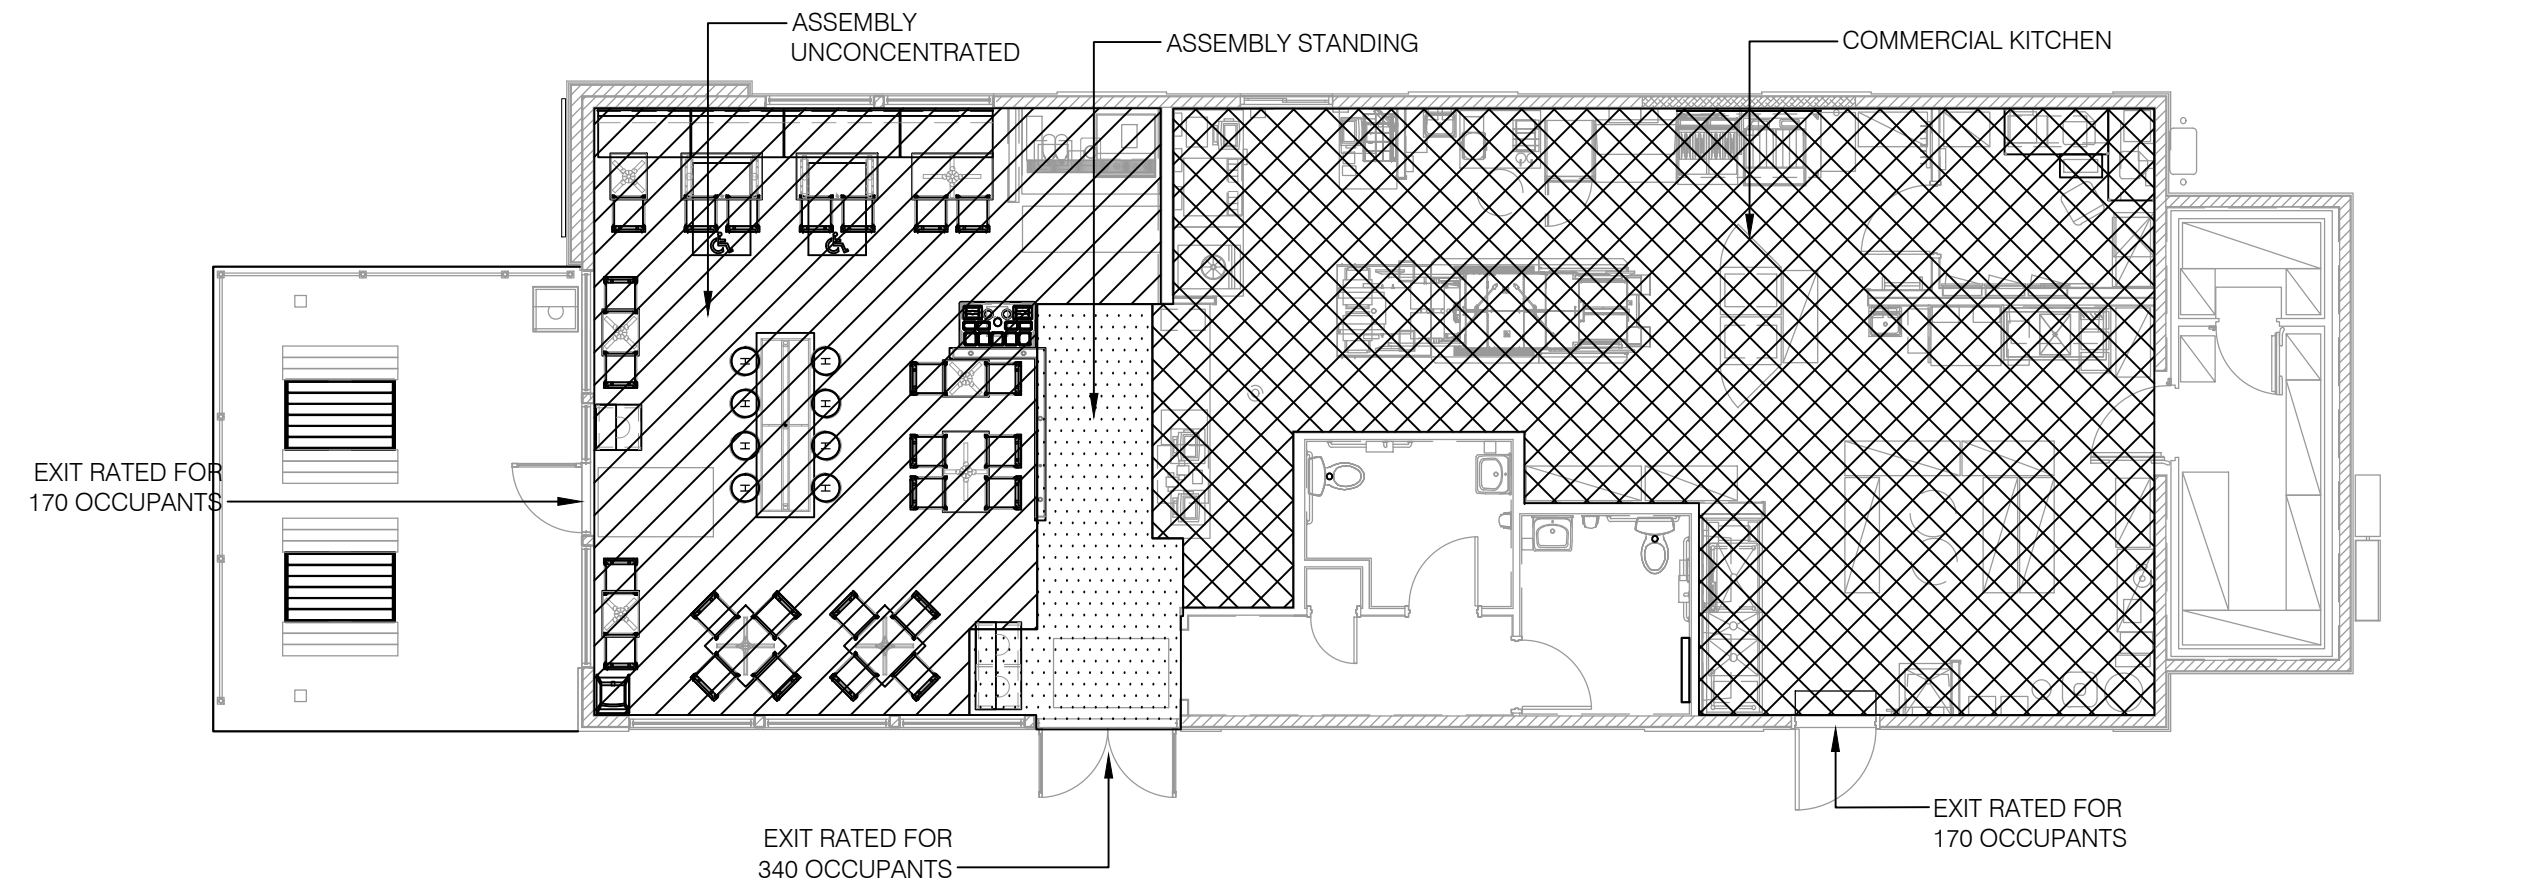 ASSEMBLY
UNCONCENTRATED
ASSEMBLY STANDING
COMMERCIAL KITCHEN
EXIT RATED FOR
170 OCCUPANTS
H
H
H
H
H
H
H
H
EXIT RATED FOR
340 OCCUPANTS
EXIT RATED FOR
170 OCCUPANTS